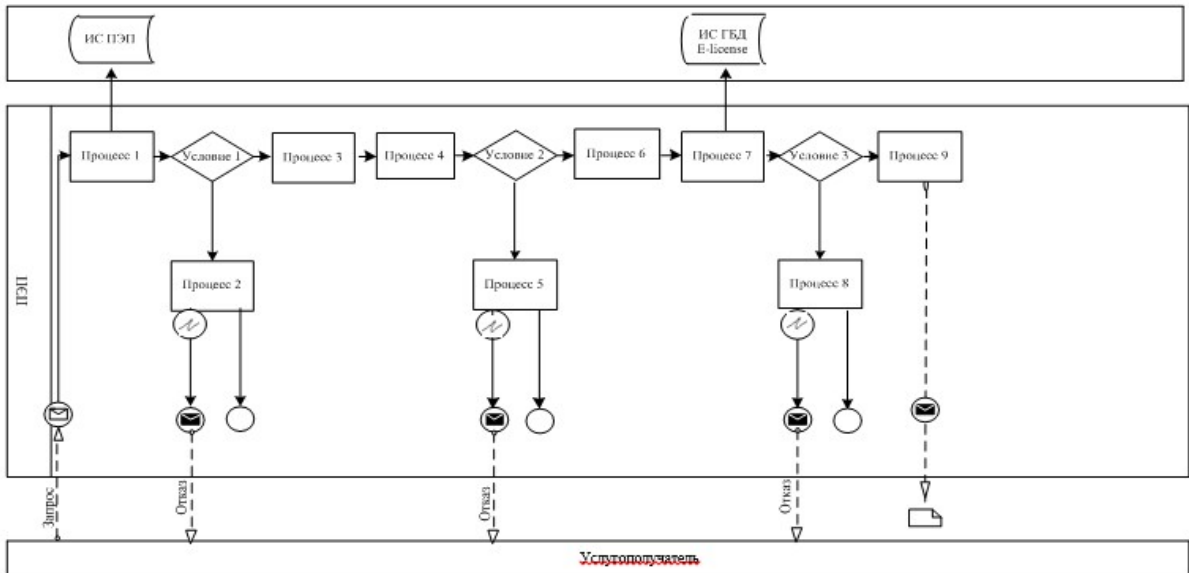 ИС ПЭП
ИС ГБД
E-license
ПЭП
Процесс 1
Условие 1
Процесс 3
Процесс 4
Условие 2
Процесс 6
Процесс 7
Условие 3
Процесс 9
Процесс 2
Процесс 5
Процесс 8
Запрос
Отказ
Отказ
Отказ
Услугополучатель